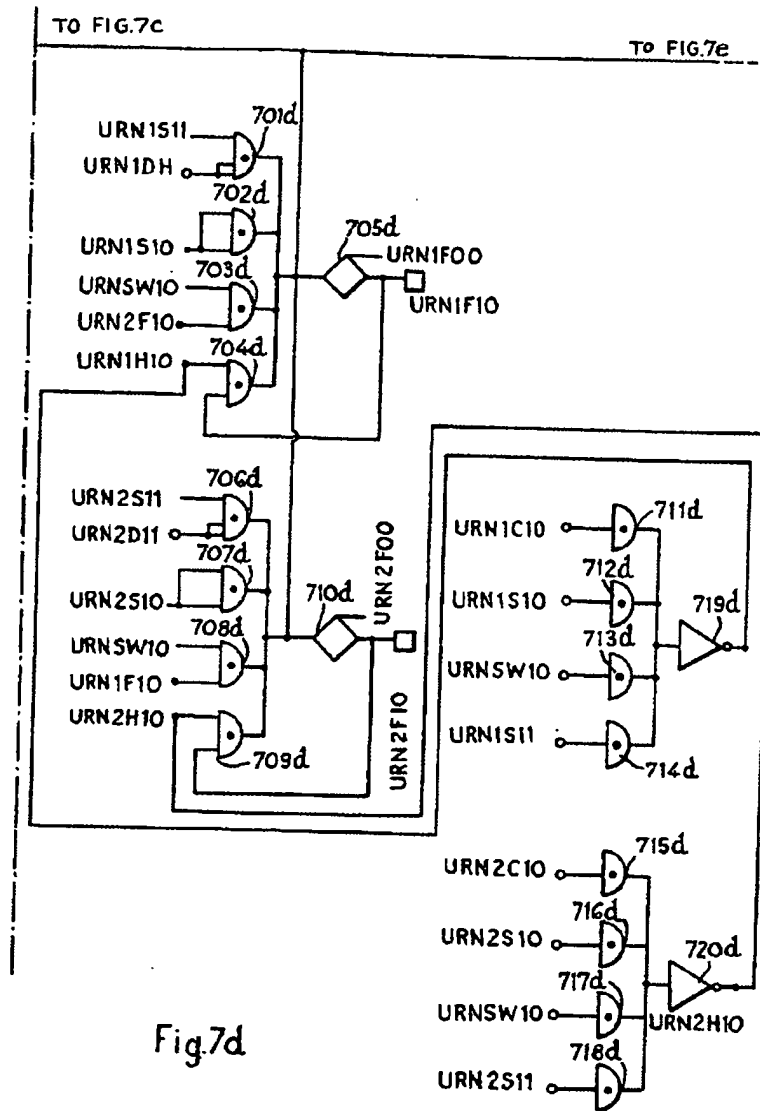 TO FIG.7c
TO FIG.7e
URN1S11
701d
URN1DH
702d
URN1S10
703d
URNSW10
URN2F10
URN1H10
704d
705d
URN1F00
URN1F10
URN2S11
706d
URN2D11
707d
URN2S10
708d
URNSW10
URN1F10
URN2H10
709d
710d
URN2F00
URN2F10
URN1C10
711d
712d
URN1S10
719d
713d
URNSW10
URN1S11
714d
URN2C10
715d
716d
URN2S10
720d
717d
URNSW10
URN2H10
718d
URN2S11
Fig.7d